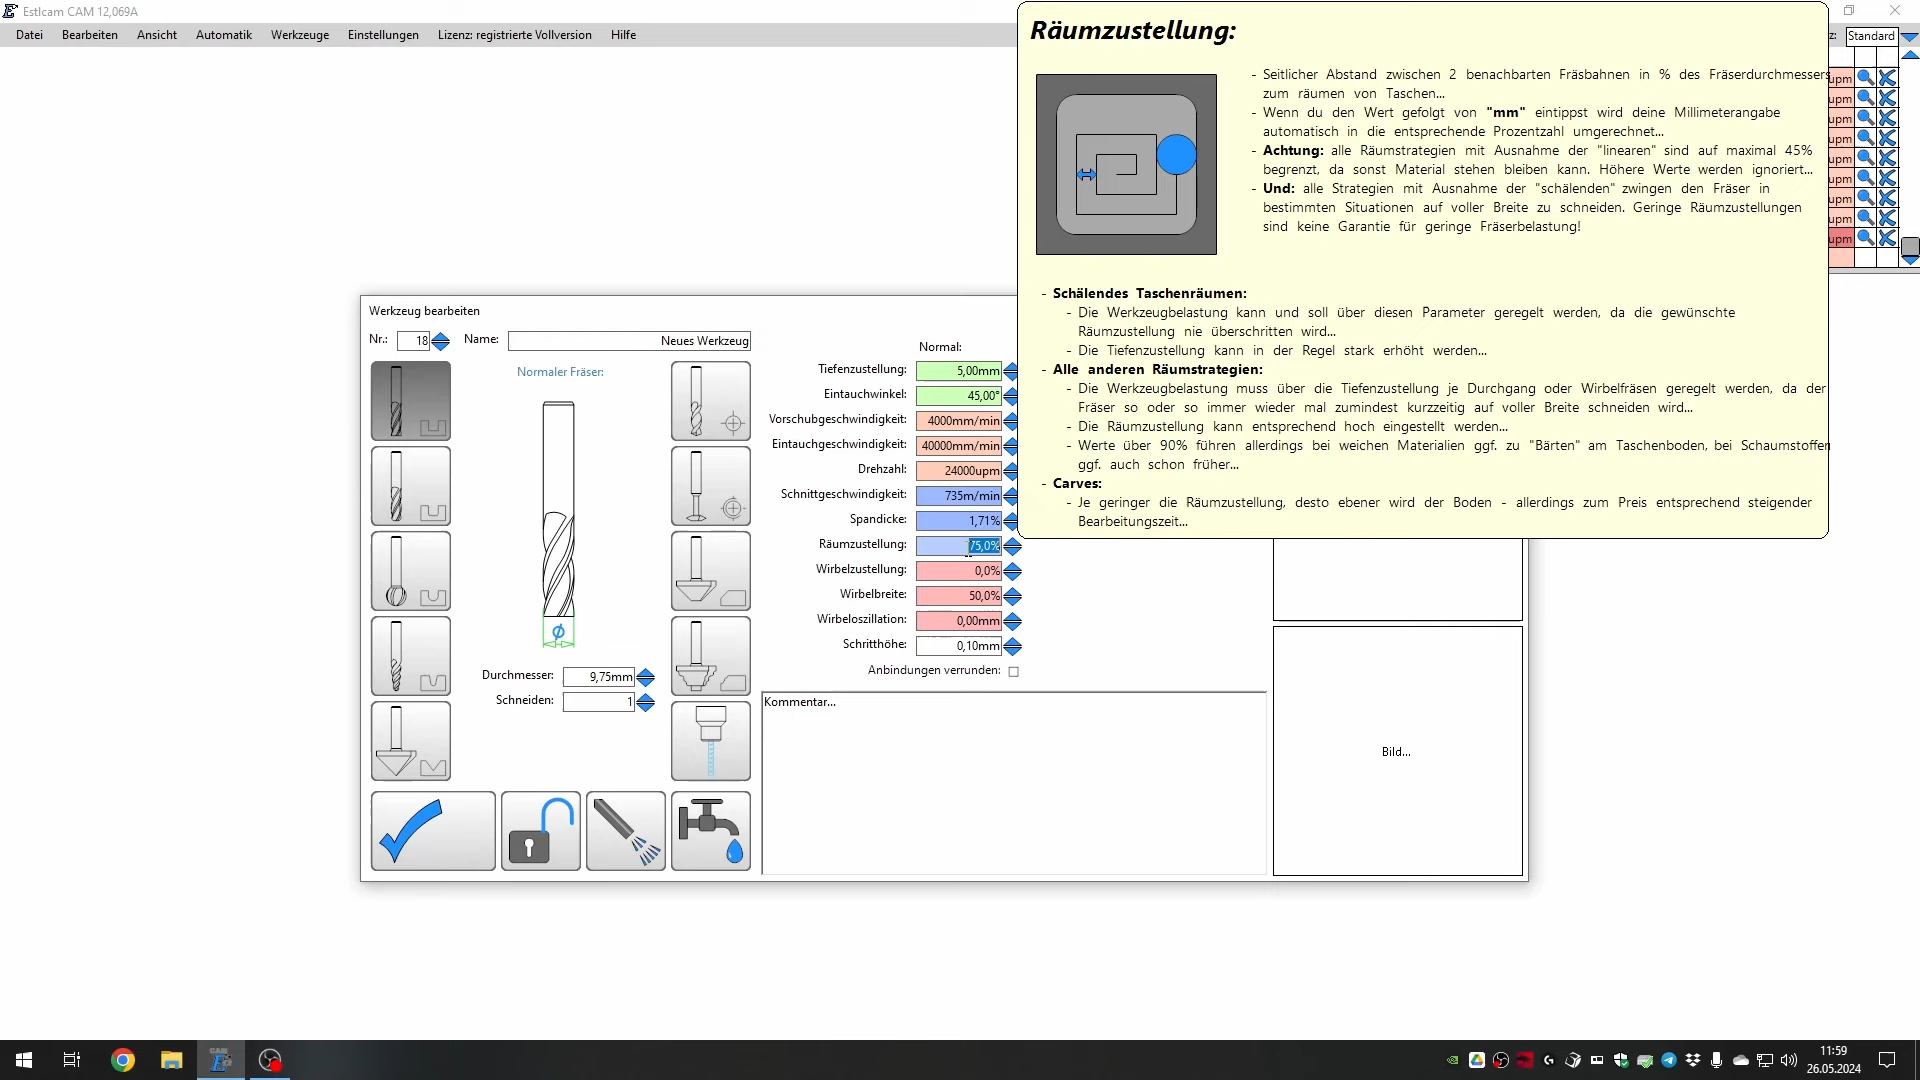 Estlcam CAM 12,069A
Datei Bearbeiten Ansicht Automatik Werkzeuge Einstellungen Lizenz: registrierte Vollversion Hilfe
z: Standard
Räumzustellung:
- Seitlicher Abstand zwischen 2 benachbarten Fräsbahnen in % des Fräserdurchmessers
zum räumen von Taschen...
- Wenn du den Wert gefolgt von "mm" eintippst wird deine Millimeterangabe
automatisch in die entsprechende Prozentzahl umgerechnet...
- Achtung: alle Räumstrategien mit Ausnahme der "linearen" sind auf maximal 45%
begrenzt, da sonst Material stehen bleiben kann. Höhere Werte werden ignoriert...
- Und: alle Strategien mit Ausnahme der "schälenden" zwingen den Fräser in
bestimmten Situationen auf voller Breite zu schneiden. Geringe Räumzustellungen
sind keine Garantie für geringe Fräserbelastung!
- Schälendes Taschenräumen:
- Die Werkzeugbelastung kann und soll über diesen Parameter geregelt werden, da die gewünschte
Räumzustellung nie überschritten wird...
- Die Tiefenzustellung kann in der Regel stark erhöht werden...
- Alle anderen Räumstrategien:
- Die Werkzeugbelastung muss über die Tiefenzustellung je Durchgang oder Wirbelfräsen geregelt werden, da der
Fräser so oder so immer wieder mal zumindest kurzzeitig auf voller Breite schneiden wird...
- Die Räumzustellung kann entsprechend hoch eingestellt werden...
- Werte über 90% führen allerdings bei weichen Materialien ggf. zu "Bärten" am Taschenboden, bei Schaumstoffen
ggf. auch schon früher...
- Carves:
- Je geringer die Räumzustellung, desto ebener wird der Boden - allerdings zum Preis entsprechend steigender
Bearbeitungszeit...
upm
upm
upm
upm
upm
upm
upm
upm
upm
Werkzeug bearbeiten
Nr.: 18 Name: Neues Werkzeug
Normaler Fräser:
Normal:
Tiefenzustellung: 5,00mm
Eintauchwinkel: 45,00°
Vorschubgeschwindigkeit: 4000mm/min
Eintauchgeschwindigkeit: 40000mm/min
Drehzahl: 24000upm
Schnittgeschwindigkeit: 735m/min
Spandicke: 1,71%
Räumzustellung: 75,0%
Wirbelzustellung: 0,0%
Wirbelbreite: 50,0%
Wirbeloszillation: 0,00mm
Schritthöhe: 0,10mm
Anbindungen verrunden:
Ø
Durchmesser: 9,75mm
Schneiden: 1
Kommentar...
Bild...
11:59
26.05.2024